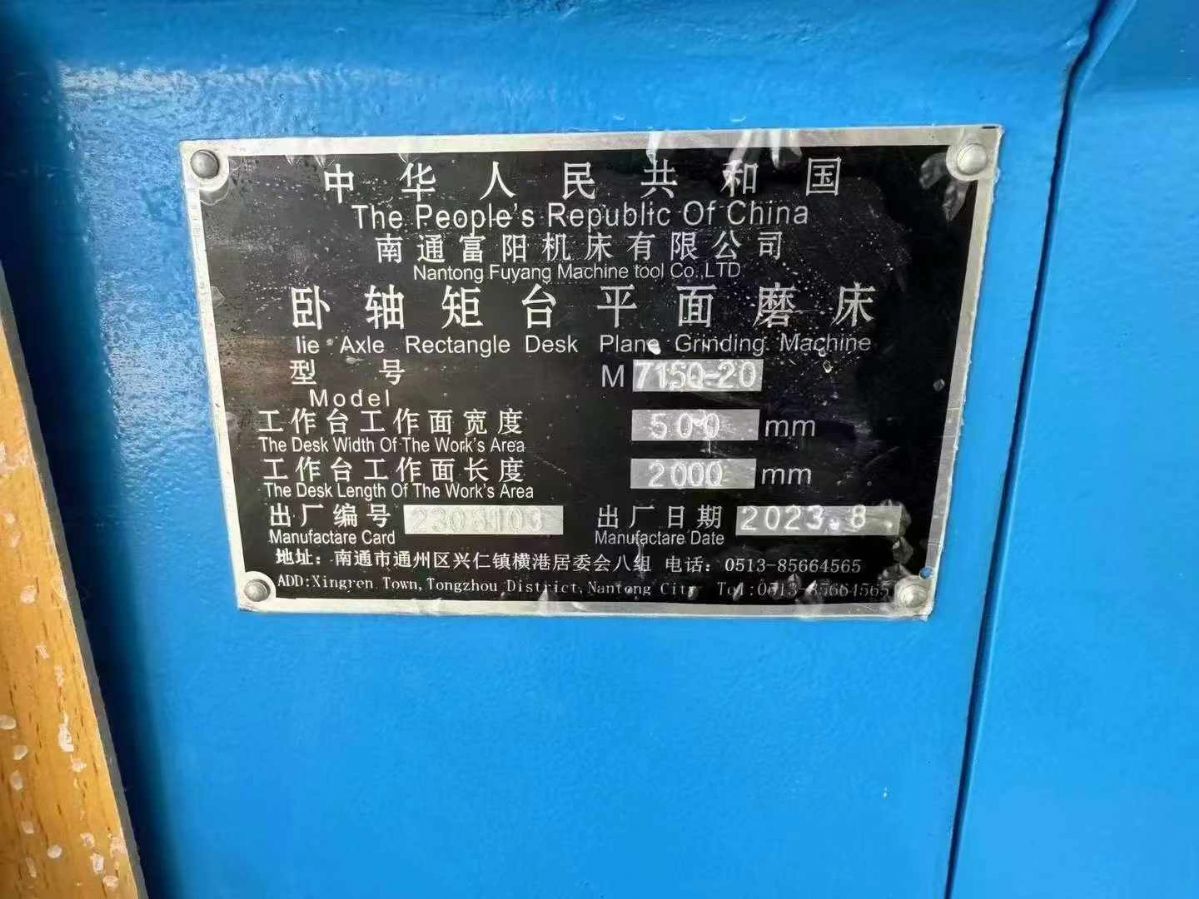 中华人民共和国
The People's Republic Of China
南通富阳机床有限公司
Nantong Fuyang Machine tool Co.,LTD
卧轴矩台平面磨床
lie Axle Rectangle Desk Plane Grinding Machine
型号 M7150-20
Model
工作台工作面宽度 500 mm
The Desk Width Of The Work's Area
工作台工作面长度 2000 mm
The Desk Length Of The Work's Area
出厂编号 出厂日期 2023.8
Manufactare Card Manufactare Date
地址：南通市通州区兴仁镇横港居委会八组 电话：0513-85664565
ADD:Xingren Town,Tongzhou District,Nantong City Tel:0513-85664565